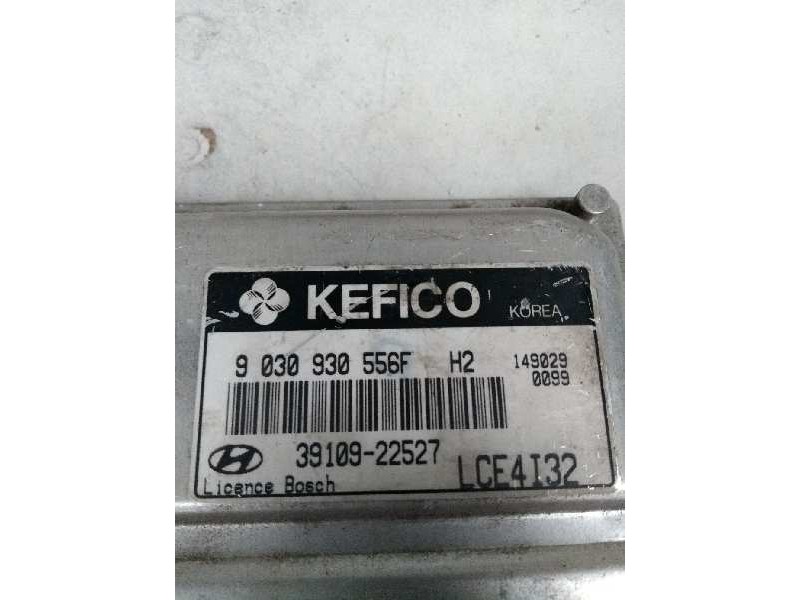 KEFICO KOREA
9 030 930 556F H2 149029
0099
39109-22527
Licence Bosch LCE4I32